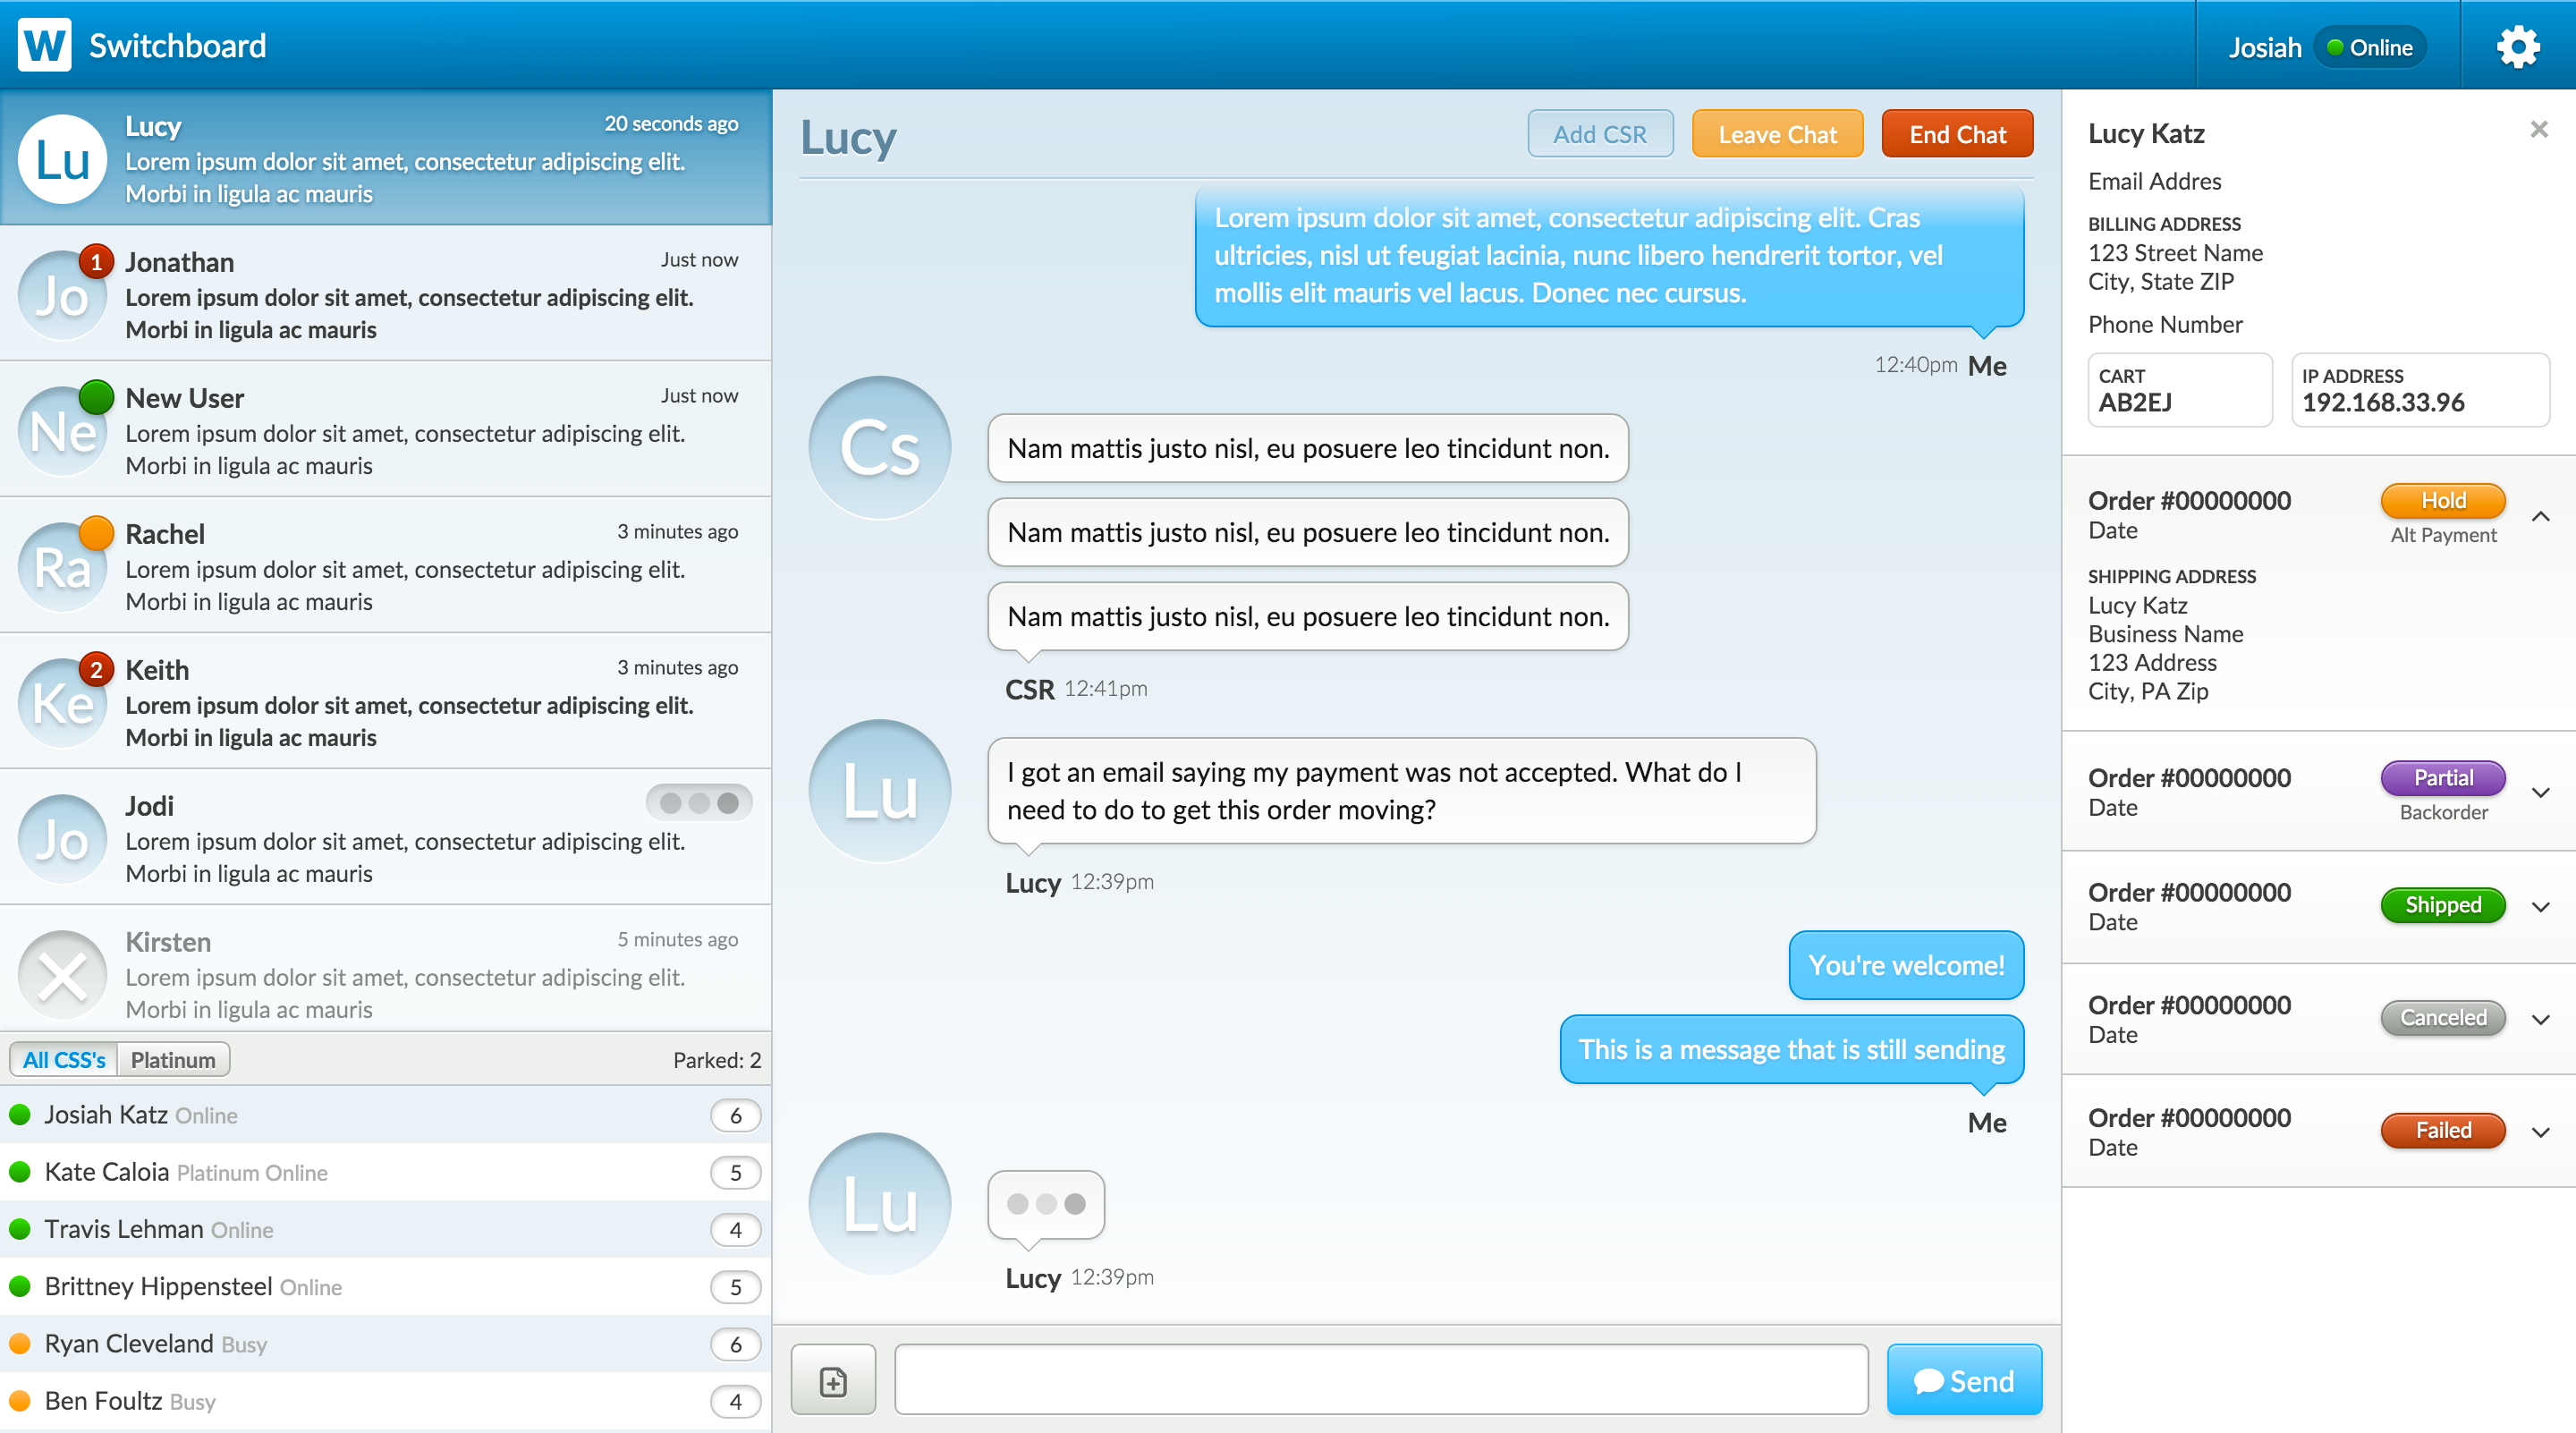 W Switchboard
Josiah Online
Lu
Lucy
20 seconds ago
Lorem ipsum dolor sit amet, consectetur adipiscing elit.
Morbi in ligula ac mauris
Jo
1
Jonathan
Just now
Lorem ipsum dolor sit amet, consectetur adipiscing elit.
Morbi in ligula ac mauris
Ne
New User
Just now
Lorem ipsum dolor sit amet, consectetur adipiscing elit.
Morbi in ligula ac mauris
Ra
Rachel
3 minutes ago
Lorem ipsum dolor sit amet, consectetur adipiscing elit.
Morbi in ligula ac mauris
Ke
2
Keith
3 minutes ago
Lorem ipsum dolor sit amet, consectetur adipiscing elit.
Morbi in ligula ac mauris
Jo
Jodi
Lorem ipsum dolor sit amet, consectetur adipiscing elit.
Morbi in ligula ac mauris
Kirsten
5 minutes ago
Lorem ipsum dolor sit amet, consectetur adipiscing elit.
Morbi in ligula ac mauris
All CSS's
Platinum
Parked: 2
Josiah Katz Online 6
Kate Caloia Platinum Online 5
Travis Lehman Online 4
Brittney Hippensteel Online 5
Ryan Cleveland Busy 6
Ben Foultz Busy 4
Lucy
Add CSR
Leave Chat
End Chat
Lorem ipsum dolor sit amet, consectetur adipiscing elit. Cras
ultricies, nisl ut feugiat lacinia, nunc libero hendrerit tortor, vel
mollis elit mauris vel lacus. Donec nec cursus.
12:40pm Me
Cs
Nam mattis justo nisl, eu posuere leo tincidunt non.
Nam mattis justo nisl, eu posuere leo tincidunt non.
Nam mattis justo nisl, eu posuere leo tincidunt non.
CSR 12:41pm
Lu
I got an email saying my payment was not accepted. What do I
need to do to get this order moving?
Lucy 12:39pm
You're welcome!
This is a message that is still sending
Me
Lu
Lucy 12:39pm
Send
Lucy Katz
Email Addres
BILLING ADDRESS
123 Street Name
City, State ZIP
Phone Number
CART
AB2EJ
IP ADDRESS
192.168.33.96
Order #00000000
Date
Hold
Alt Payment
SHIPPING ADDRESS
Lucy Katz
Business Name
123 Address
City, PA Zip
Order #00000000
Date
Partial
Backorder
Order #00000000
Date
Shipped
Order #00000000
Date
Canceled
Order #00000000
Date
Failed